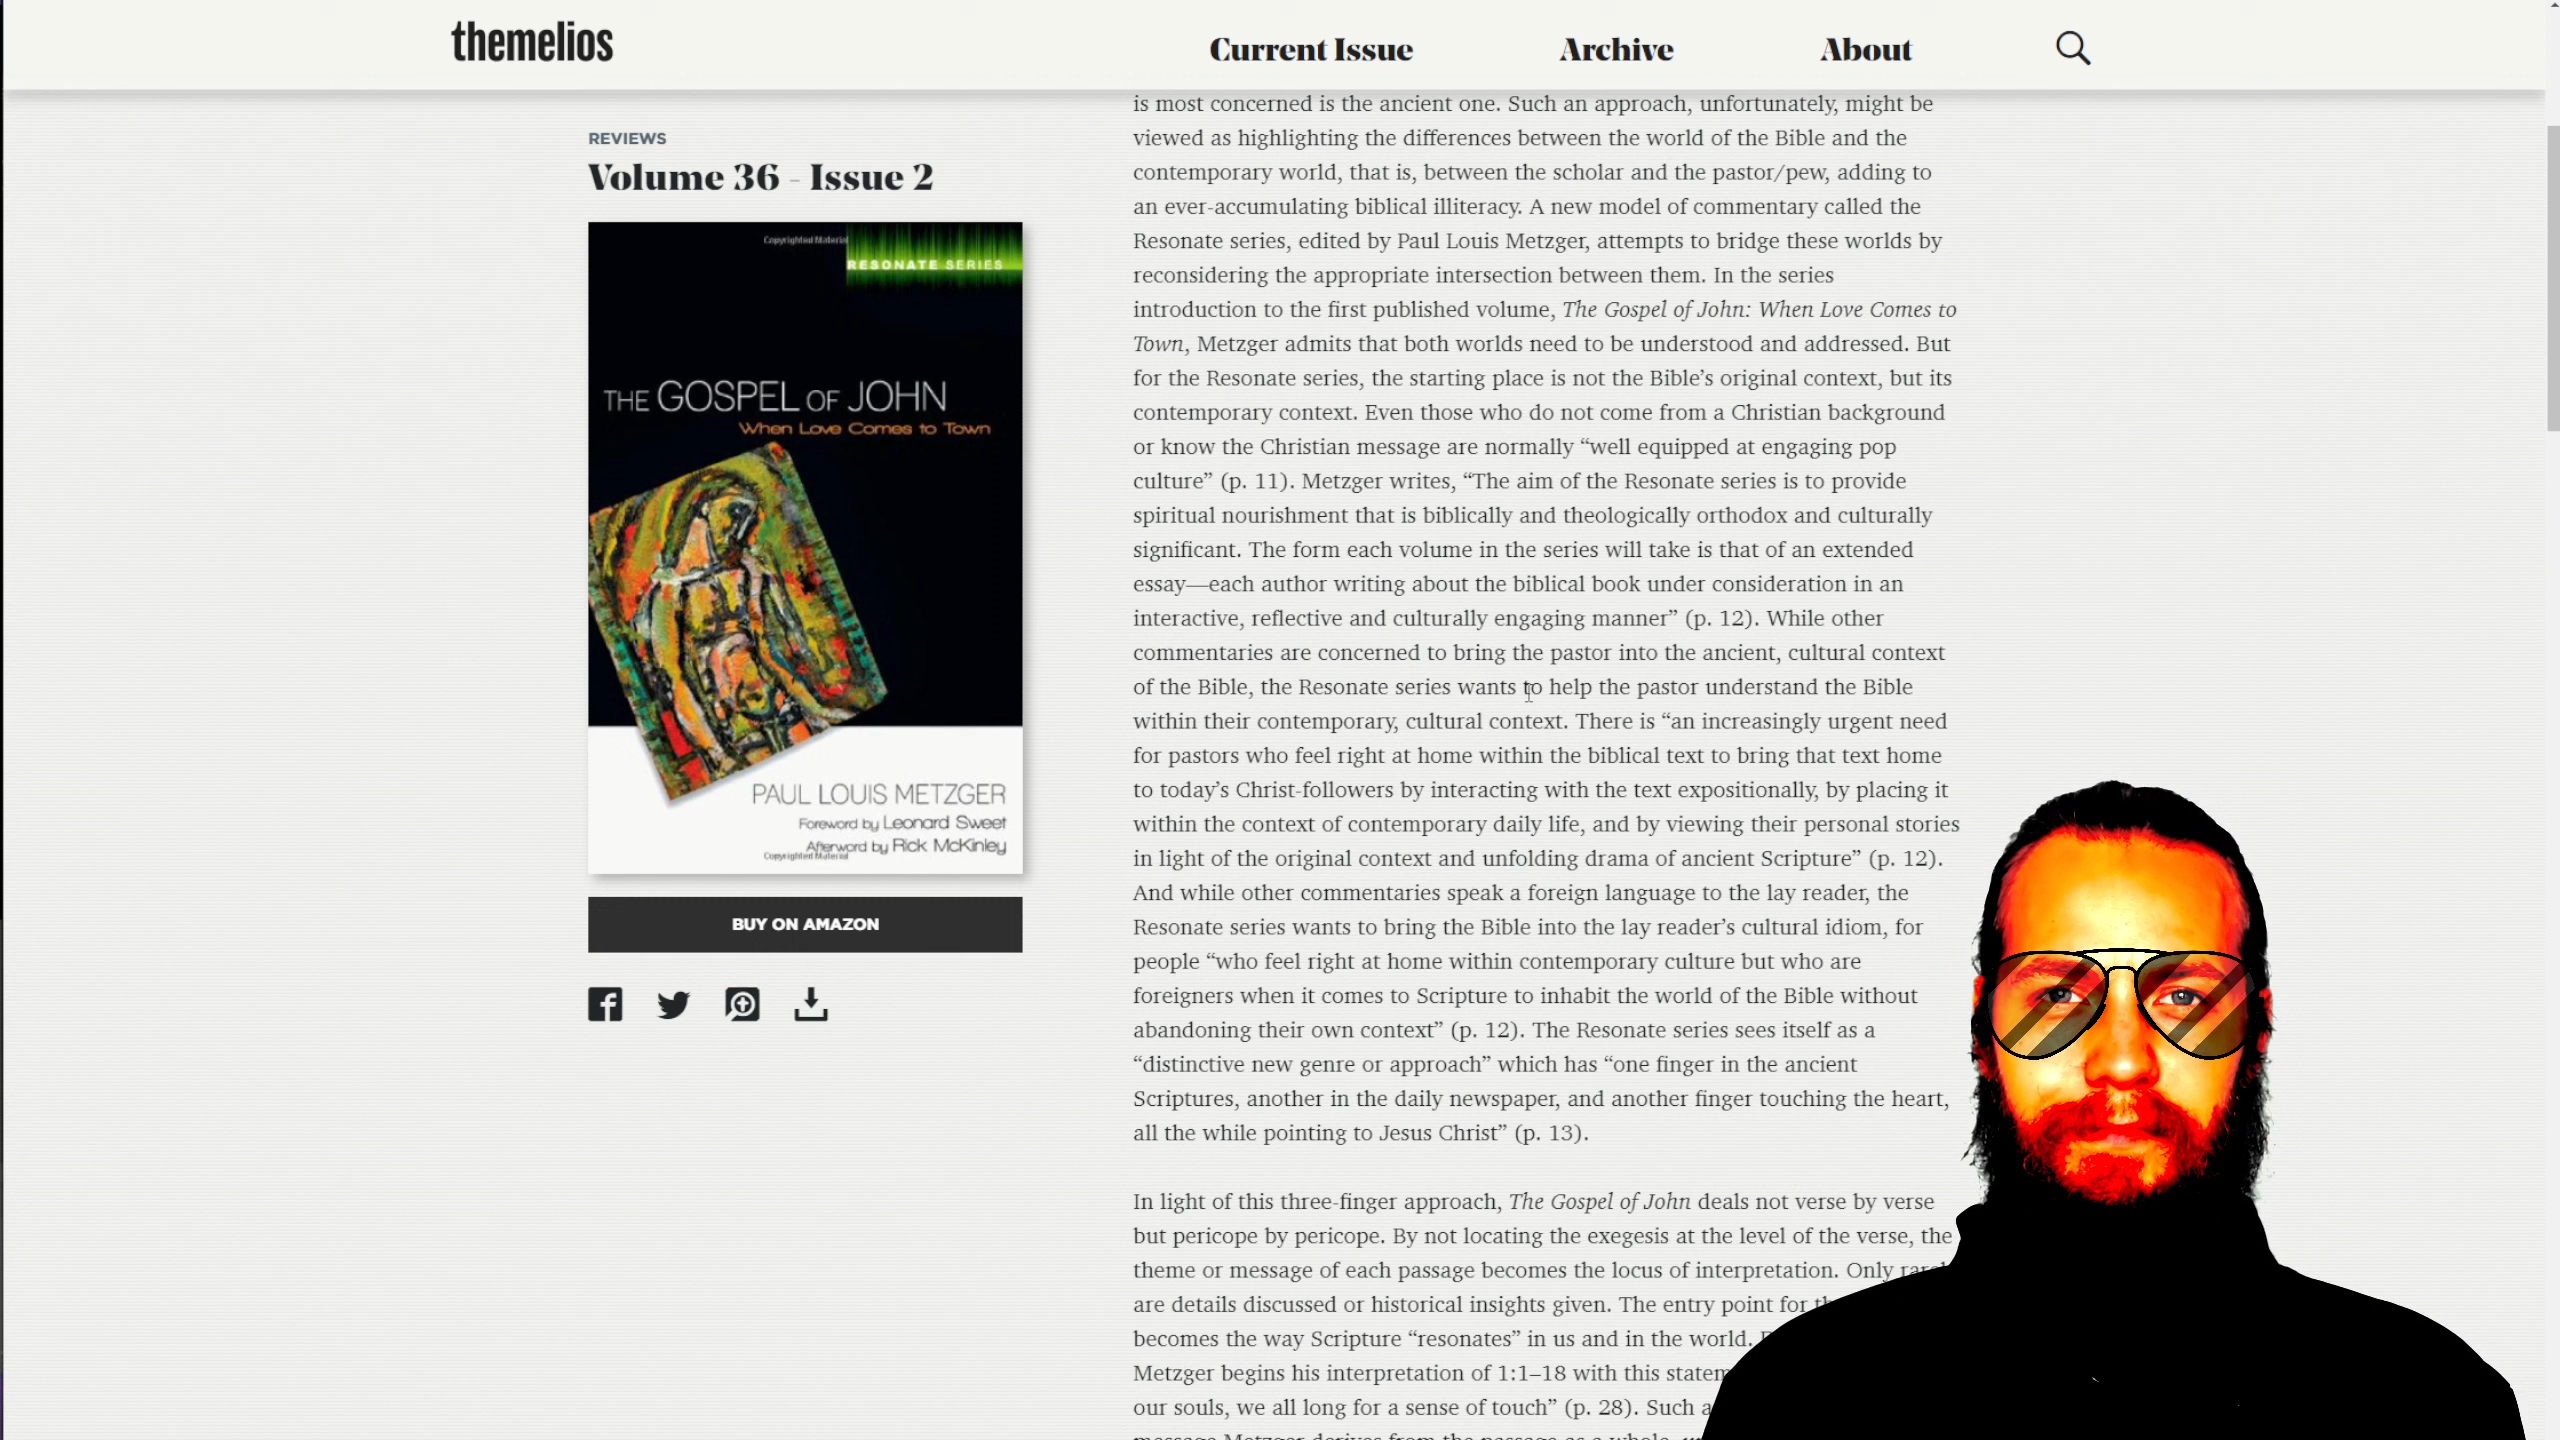 themelios
Current Issue
Archive
About
REVIEWS
Volume 36 - Issue 2
Copyrighted Material
RESONATE SERIES
THE GOSPEL OF JOHN
When Love Comes to Town
PAUL LOUIS METZGER
Foreword by Leonard Sweet
Afterword by Rick McKinley
Copyrighted Material
BUY ON AMAZON
is most concerned is the ancient one. Such an approach, unfortunately, might be
viewed as highlighting the differences between the world of the Bible and the
contemporary world, that is, between the scholar and the pastor/pew, adding to
an ever-accumulating biblical illiteracy. A new model of commentary called the
Resonate series, edited by Paul Louis Metzger, attempts to bridge these worlds by
reconsidering the appropriate intersection between them. In the series
introduction to the first published volume, The Gospel of John: When Love Comes to
Town, Metzger admits that both worlds need to be understood and addressed. But
for the Resonate series, the starting place is not the Bible’s original context, but its
contemporary context. Even those who do not come from a Christian background
or know the Christian message are normally “well equipped at engaging pop
culture” (p. 11). Metzger writes, “The aim of the Resonate series is to provide
spiritual nourishment that is biblically and theologically orthodox and culturally
significant. The form each volume in the series will take is that of an extended
essay—each author writing about the biblical book under consideration in an
interactive, reflective and culturally engaging manner” (p. 12). While other
commentaries are concerned to bring the pastor into the ancient, cultural context
of the Bible, the Resonate series wants to help the pastor understand the Bible
within their contemporary, cultural context. There is “an increasingly urgent need
for pastors who feel right at home within the biblical text to bring that text home
to today’s Christ-followers by interacting with the text expositionally, by placing it
within the context of contemporary daily life, and by viewing their personal stories
in light of the original context and unfolding drama of ancient Scripture” (p. 12).
And while other commentaries speak a foreign language to the lay reader, the
Resonate series wants to bring the Bible into the lay reader’s cultural idiom, for
people “who feel right at home within contemporary culture but who are
foreigners when it comes to Scripture to inhabit the world of the Bible without
abandoning their own context” (p. 12). The Resonate series sees itself as a
“distinctive new genre or approach” which has “one finger in the ancient
Scriptures, another in the daily newspaper, and another finger touching the heart,
all the while pointing to Jesus Christ” (p. 13).
In light of this three-finger approach, The Gospel of John deals not verse by verse
but pericope by pericope. By not locating the exegesis at the level of the verse, the
theme or message of each passage becomes the locus of interpretation. Only
are details discussed or historical insights given. The entry point for
becomes the way Scripture “resonates” in us and in the world.
Metzger begins his interpretation of 1:1–18 with this
our souls, we all long for a sense of touch” (p. 28). Such